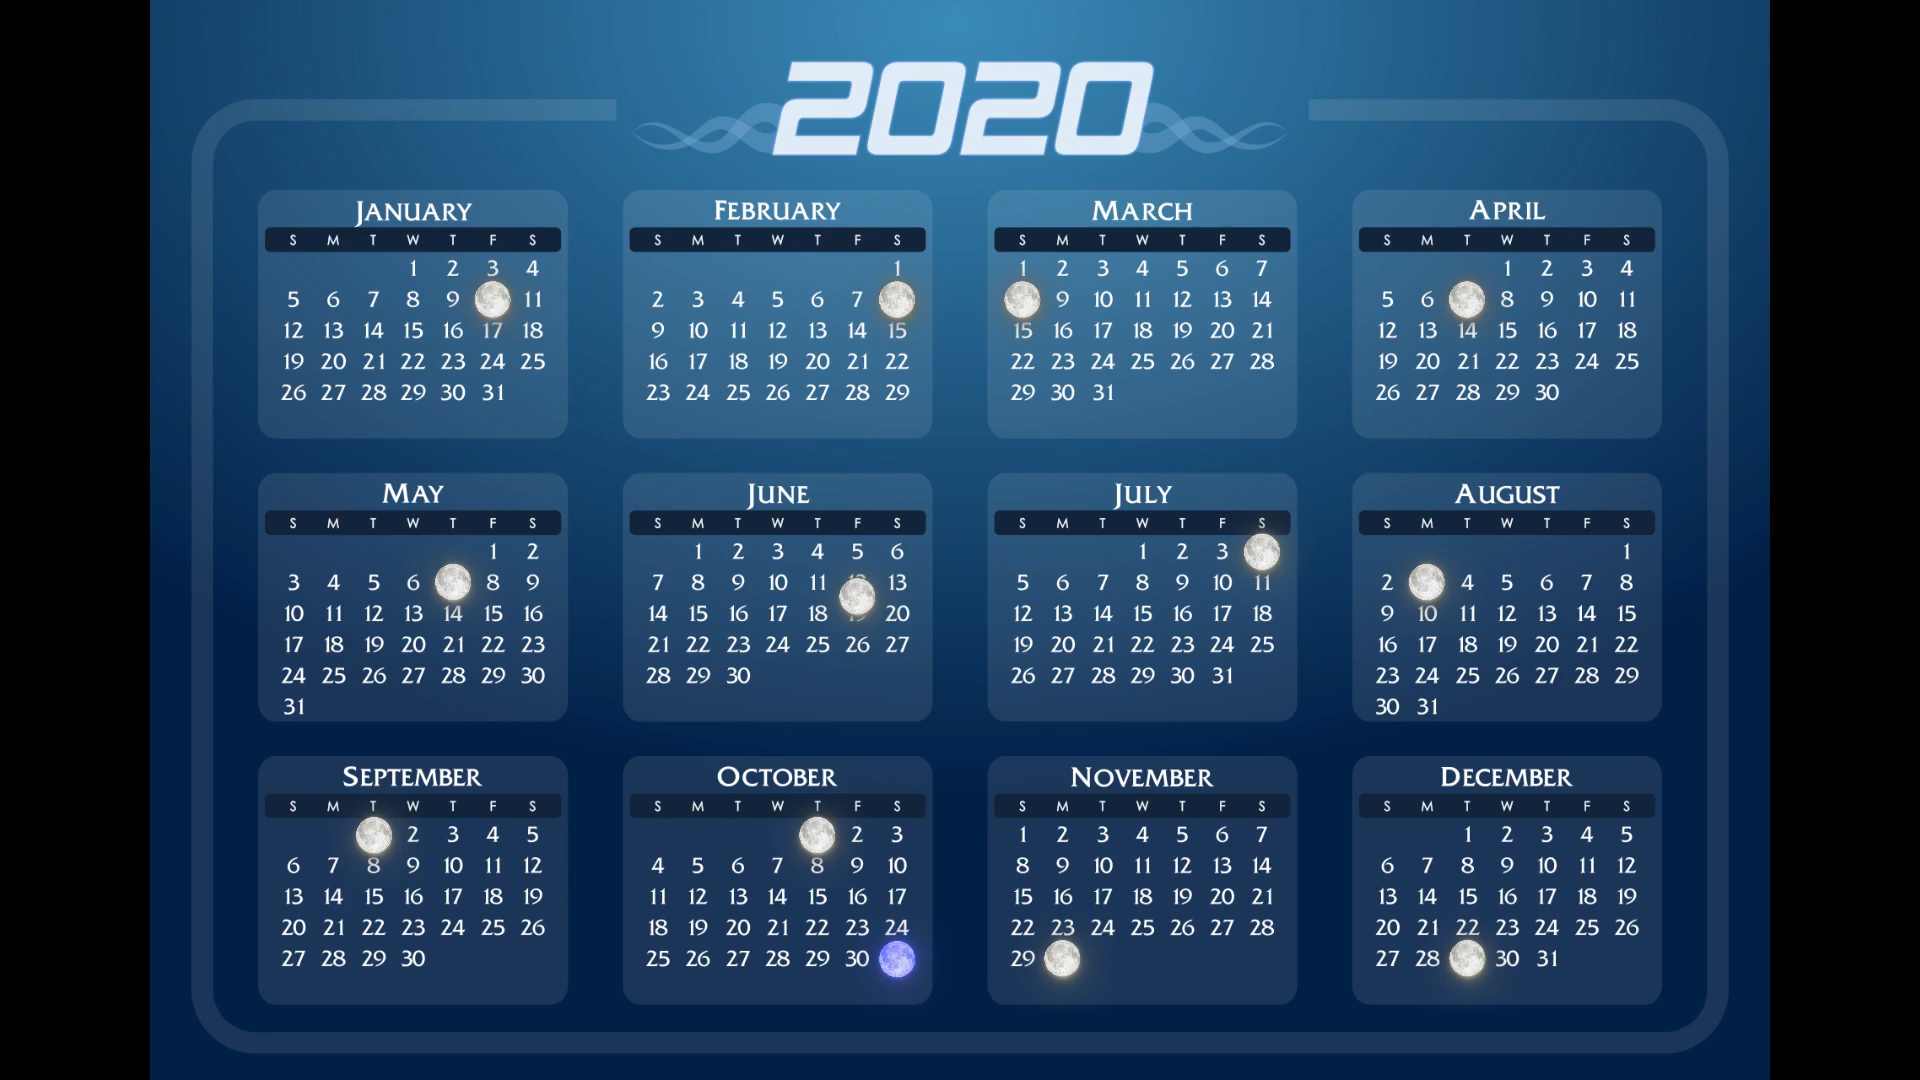 2020
JANUARY
S M T W T F S
1 2 3 4
5 6 7 8 9 11
12 13 14 15 16 17 18
19 20 21 22 23 24 25
26 27 28 29 30 31
FEBRUARY
S M T W T F S
1
2 3 4 5 6 7
9 10 11 12 13 14 15
16 17 18 19 20 21 22
23 24 25 26 27 28 29
MARCH
S M T W T F S
1 2 3 4 5 6 7
9 10 11 12 13 14
15 16 17 18 19 20 21
22 23 24 25 26 27 28
29 30 31
APRIL
S M T W T F S
1 2 3 4
5 6 8 9 10 11
12 13 14 15 16 17 18
19 20 21 22 23 24 25
26 27 28 29 30
MAY
S M T W T F S
1 2
3 4 5 6 8 9
10 11 12 13 14 15 16
17 18 19 20 21 22 23
24 25 26 27 28 29 30
31
JUNE
S M T W T F S
1 2 3 4 5 6
7 8 9 10 11 13
14 15 16 17 18 20
21 22 23 24 25 26 27
28 29 30
JULY
S M T W T F S
1 2 3
5 6 7 8 9 10 11
12 13 14 15 16 17 18
19 20 21 22 23 24 25
26 27 28 29 30 31
AUGUST
S M T W T F S
1
2 4 5 6 7 8
9 10 11 12 13 14 15
16 17 18 19 20 21 22
23 24 25 26 27 28 29
30 31
SEPTEMBER
S M T W T F S
2 3 4 5
6 7 8 9 10 11 12
13 14 15 16 17 18 19
20 21 22 23 24 25 26
27 28 29 30
OCTOBER
S M T W T F S
2 3
4 5 6 7 8 9 10
11 12 13 14 15 16 17
18 19 20 21 22 23 24
25 26 27 28 29 30
NOVEMBER
S M T W T F S
1 2 3 4 5 6 7
8 9 10 11 12 13 14
15 16 17 18 19 20 21
22 23 24 25 26 27 28
29
DECEMBER
S M T W T F S
1 2 3 4 5
6 7 8 9 10 11 12
13 14 15 16 17 18 19
20 21 22 23 24 25 26
27 28 30 31